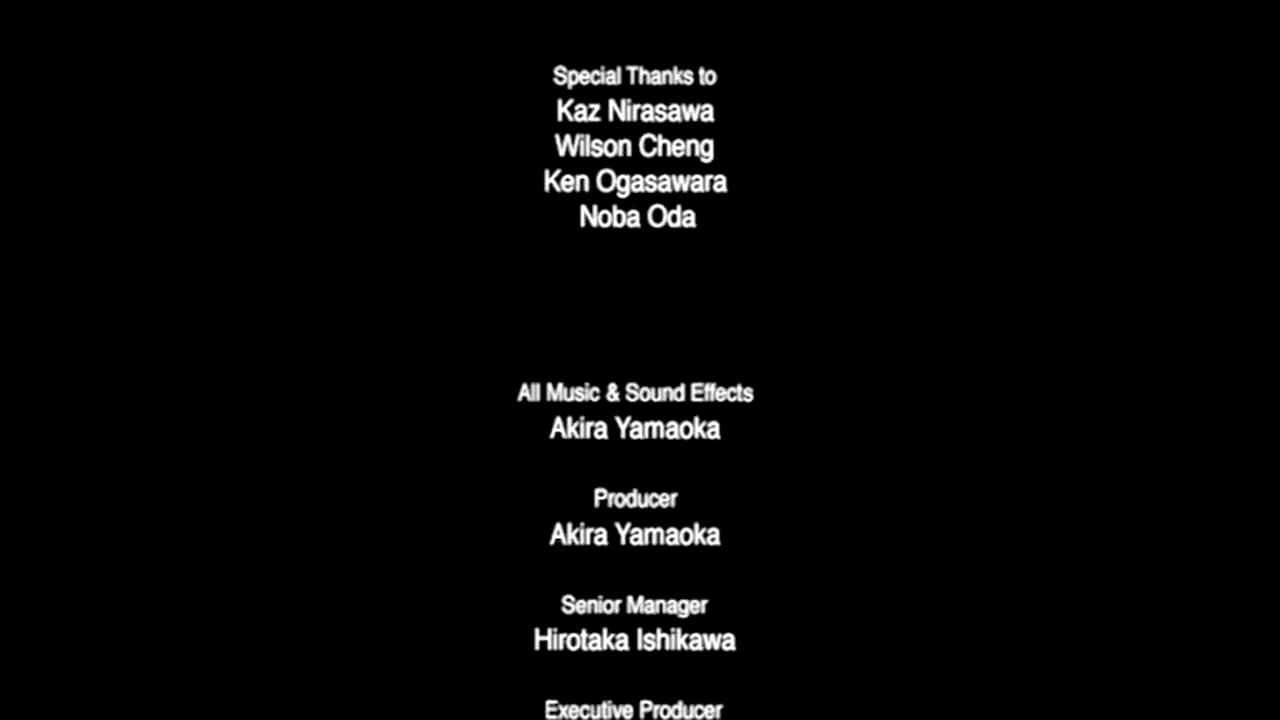 Special Thanks to
Kaz Nirasawa
Wilson Cheng
Ken Ogasawara
Noba Oda
All Music & Sound Effects
Akira Yamaoka
Producer
Akira Yamaoka
Senior Manager
Hirotaka Ishikawa
Executive Producer